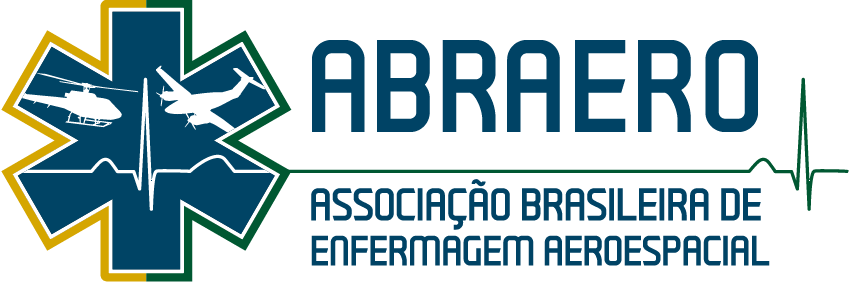 ABRAERO
ASSOCIAÇÃO BRASILEIRA DE
ENFERMAGEM AEROESPACIAL